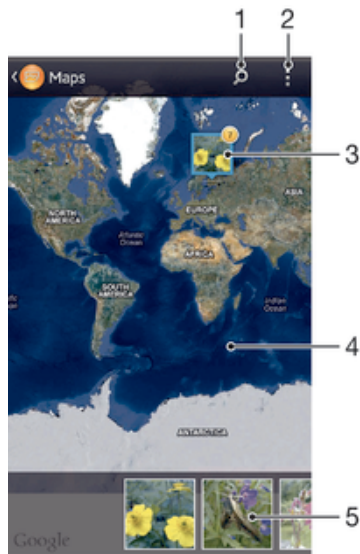 1 2
Maps
2
3
ASIA
NORTH
AMERICA
EUROPE
Atlantic
Ocean
AFRICA
SOUTH
AMERICA
Indian
Ocean
4
ANTARCTICA
5
Google